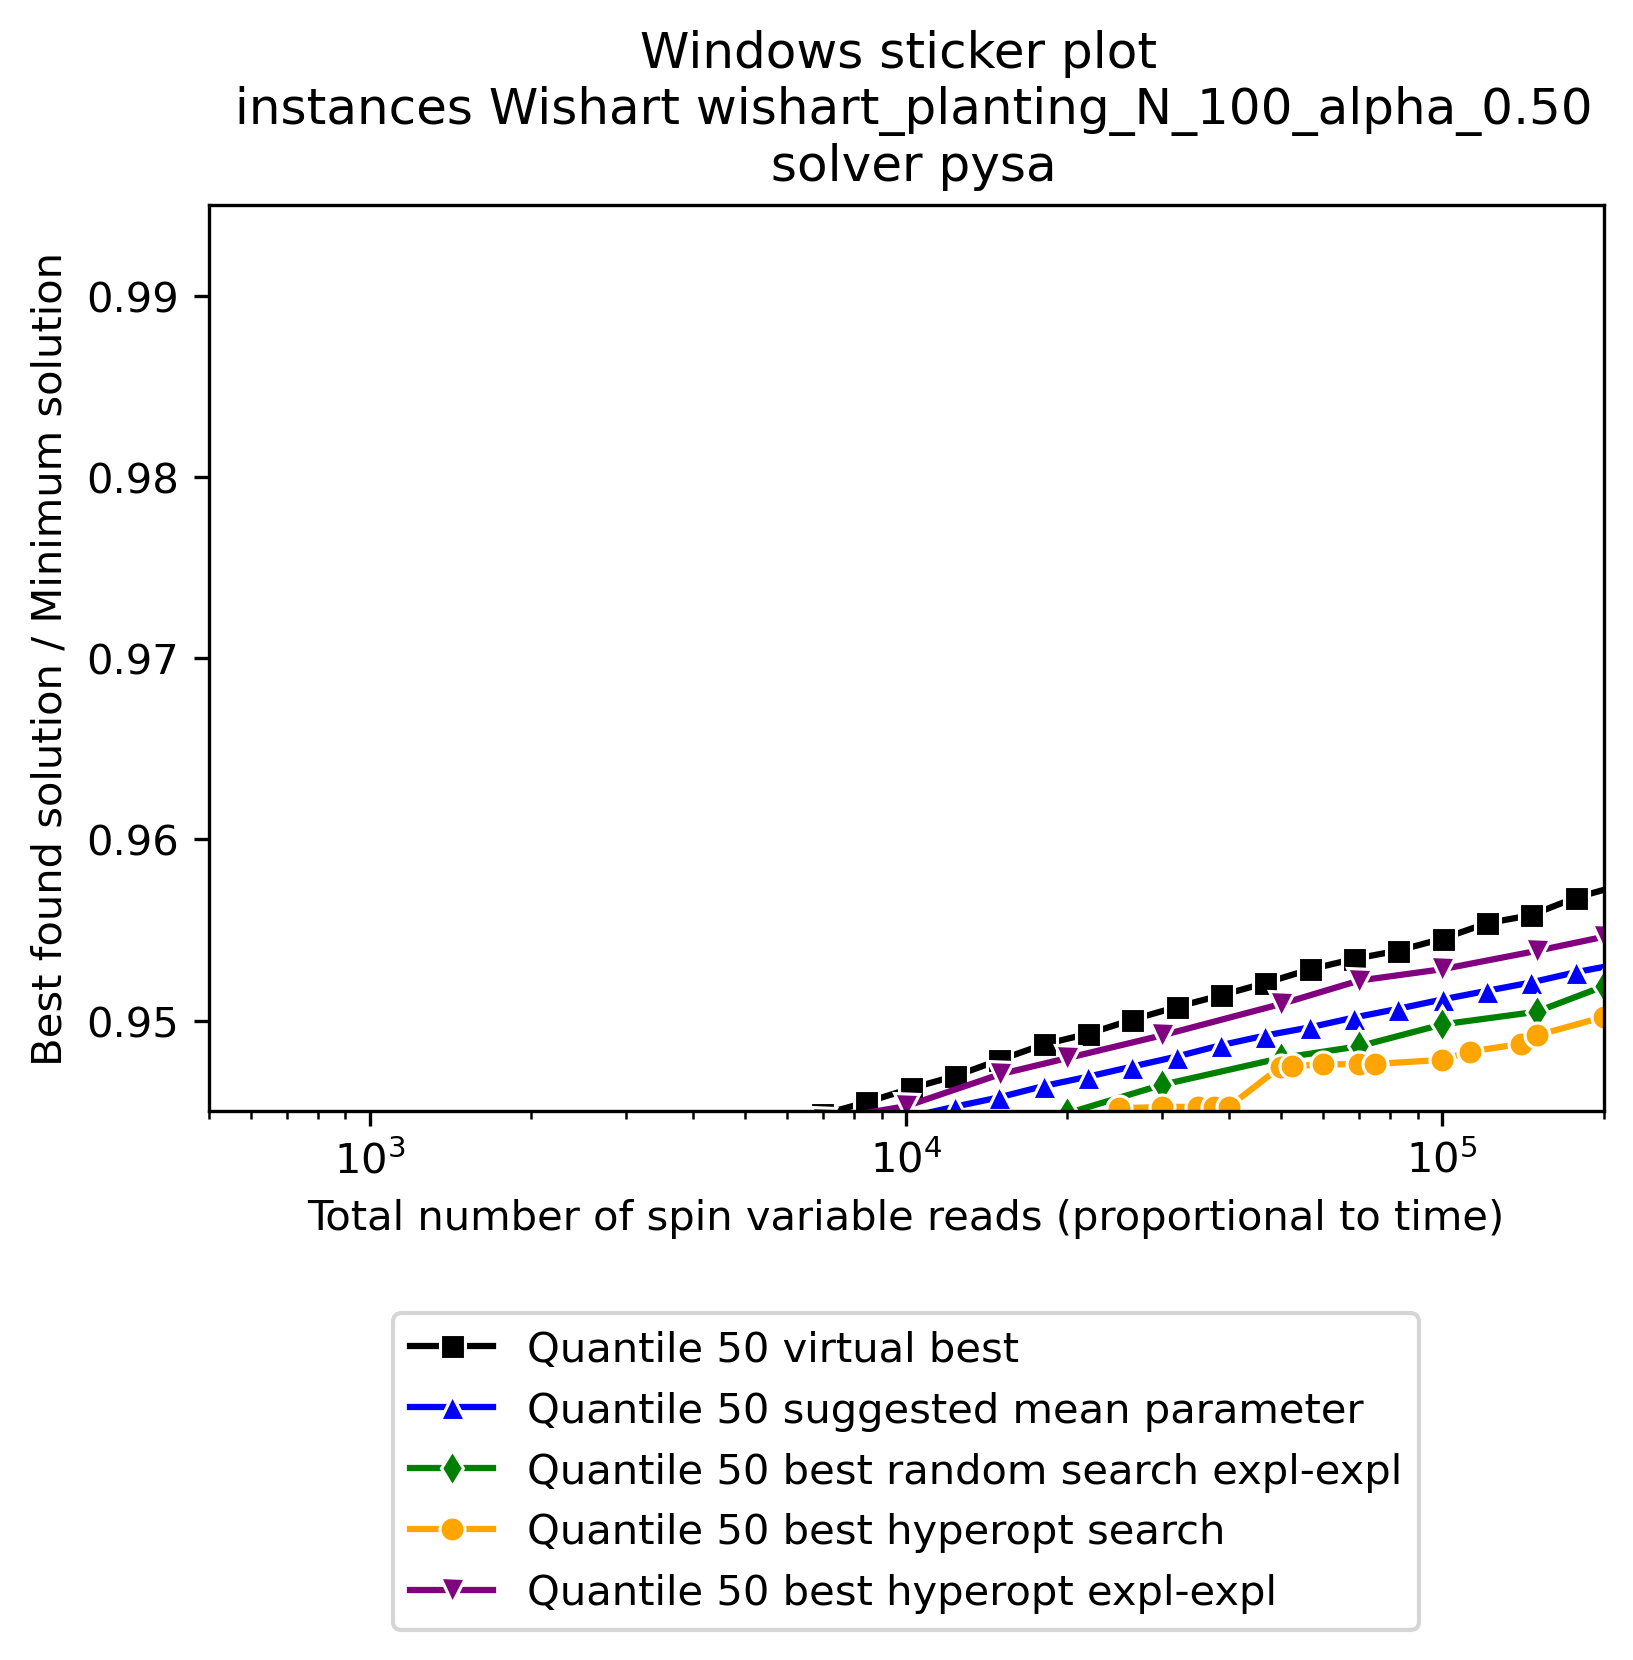 Windows sticker plot
instances Wishart wishart_planting_N_100_alpha_0.50
solver pysa
Best found solution / Minimum solution
0.99
0.98
0.97
0.96
0.95
10³
10⁴
10⁵
Total number of spin variable reads (proportional to time)
Quantile 50 virtual best
Quantile 50 suggested mean parameter
Quantile 50 best random search expl-expl
Quantile 50 best hyperopt search
Quantile 50 best hyperopt expl-expl